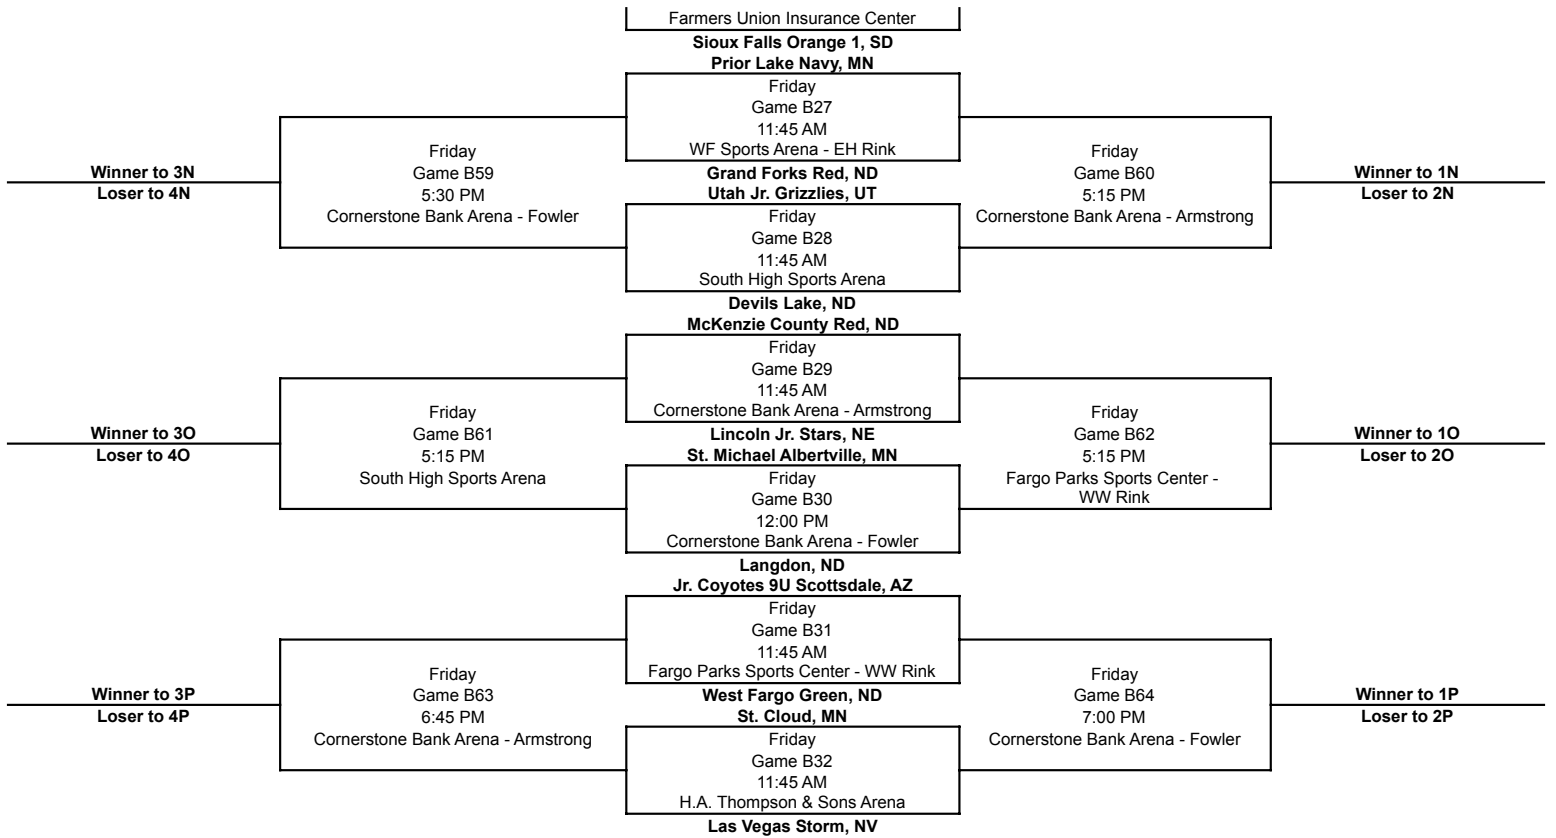 Farmers Union Insurance Center
Sioux Falls Orange 1, SD
Prior Lake Navy, MN
Friday
Game B27
11:45 AM
WF Sports Arena - EH Rink
Winner to 3N
Loser to 4N
Friday
Game B59
5:30 PM
Cornerstone Bank Arena - Fowler
Grand Forks Red, ND
Utah Jr. Grizzlies, UT
Friday
Game B60
5:15 PM
Cornerstone Bank Arena - Armstrong
Winner to 1N
Loser to 2N
Friday
Game B28
11:45 AM
South High Sports Arena
Devils Lake, ND
McKenzie County Red, ND
Friday
Game B29
11:45 AM
Cornerstone Bank Arena - Armstrong
Winner to 3O
Loser to 4O
Friday
Game B61
5:15 PM
South High Sports Arena
Lincoln Jr. Stars, NE
St. Michael Albertville, MN
Friday
Game B62
5:15 PM
Fargo Parks Sports Center -
WW Rink
Winner to 1O
Loser to 2O
Friday
Game B30
12:00 PM
Cornerstone Bank Arena - Fowler
Langdon, ND
Jr. Coyotes 9U Scottsdale, AZ
Friday
Game B31
11:45 AM
Fargo Parks Sports Center - WW Rink
Winner to 3P
Loser to 4P
Friday
Game B63
6:45 PM
Cornerstone Bank Arena - Armstrong
West Fargo Green, ND
St. Cloud, MN
Friday
Game B64
7:00 PM
Cornerstone Bank Arena - Fowler
Winner to 1P
Loser to 2P
Friday
Game B32
11:45 AM
H.A. Thompson & Sons Arena
Las Vegas Storm, NV